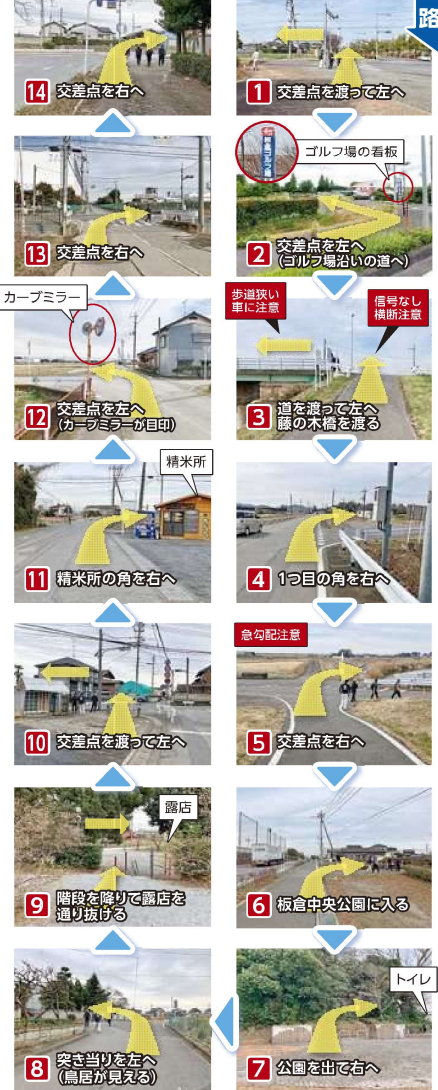 路
1 交差点を渡って左へ
ゴルフ場の看板
2 交差点を左へ
(ゴルフ場沿いの道へ)
歩道狭い
車に注意
信号なし
横断注意
3 道を渡って左へ
藤の木橋を渡る
4 1つ目の角を右へ
急勾配注意
5 交差点を右へ
6 板倉中央公園に入る
トイレ
7 公園を出て右へ
8 突き当りを左へ
(鳥居が見える)
露店
9 階段を降りて露店を
通り抜ける
10 交差点を渡って左へ
精米所
11 精米所の角を右へ
カーブミラー
12 交差点を左へ
(カーブミラーが目印)
13 交差点を右へ
14 交差点を右へ